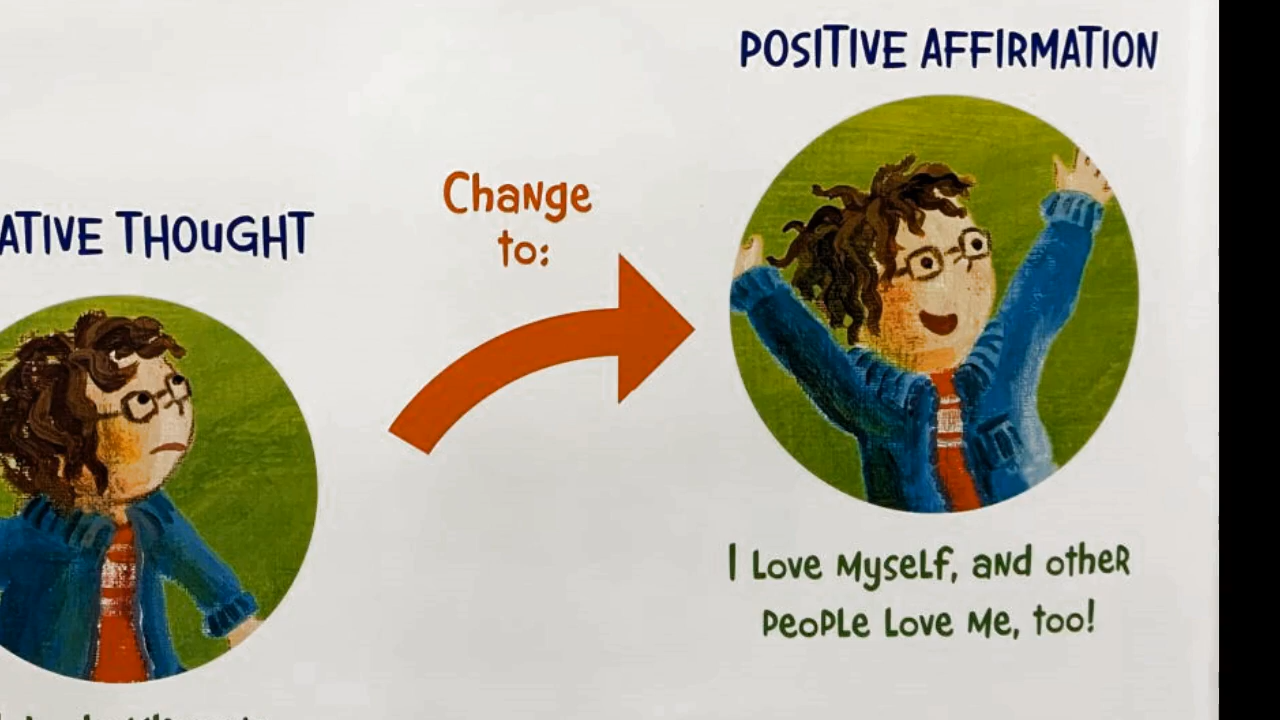 POSITIVE AFFIRMATION
ATIVE THOUGHT
Change
to:
I Love Myself, and other
People Love Me, too!